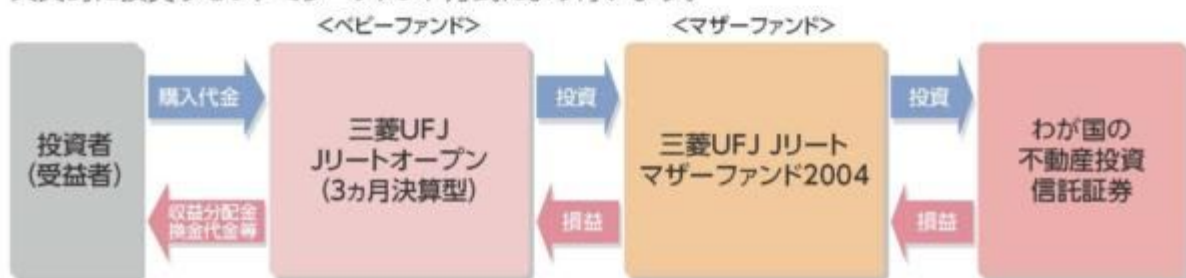 <ベビーファンド>
<マザーファンド>
投資者
(受益者)
購入代金
収益分配金
換金代金等
三菱UFJ
Jリートオープン
(3ヵ月決算型)
投資
損益
三菱UFJ Jリート
マザーファンド2004
投資
損益
わが国の
不動産投資
信託証券